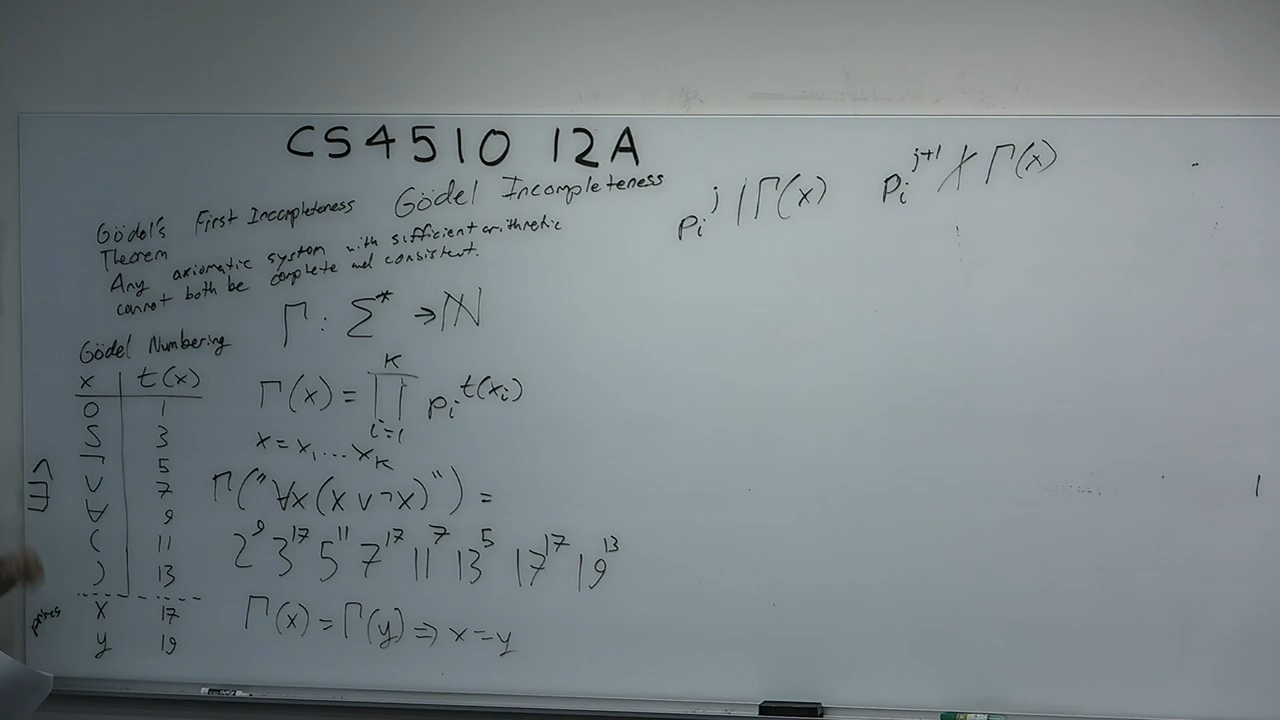 CS4510 12A
Gödel Incompleteness
Gödel's First Incompleteness
Theorem
Any axiomatic system with sufficient arithmetic
cannot both be complete and consistent.
Γ: Σ* → ℕ
Gödel Numbering
x | t(x)
0 | 1
S | 3
¬ | 5
∨ | 7
∀ | 9
( | 11
) | 13
x | 17
y | 19
∧
∃
primes
Γ(x) = ∏_{i=1}^{K} p_i^{t(x_i)}
x = x_1 ... x_K
Γ("∀x(x ∨ ¬x)") =
2^9 3^17 5^11 7^17 11^7 13^5 17^17 19^13
Γ(x) = Γ(y) ⇒ x = y
p_i^j | Γ(x)
p_i^{j+1} ∤ Γ(x)